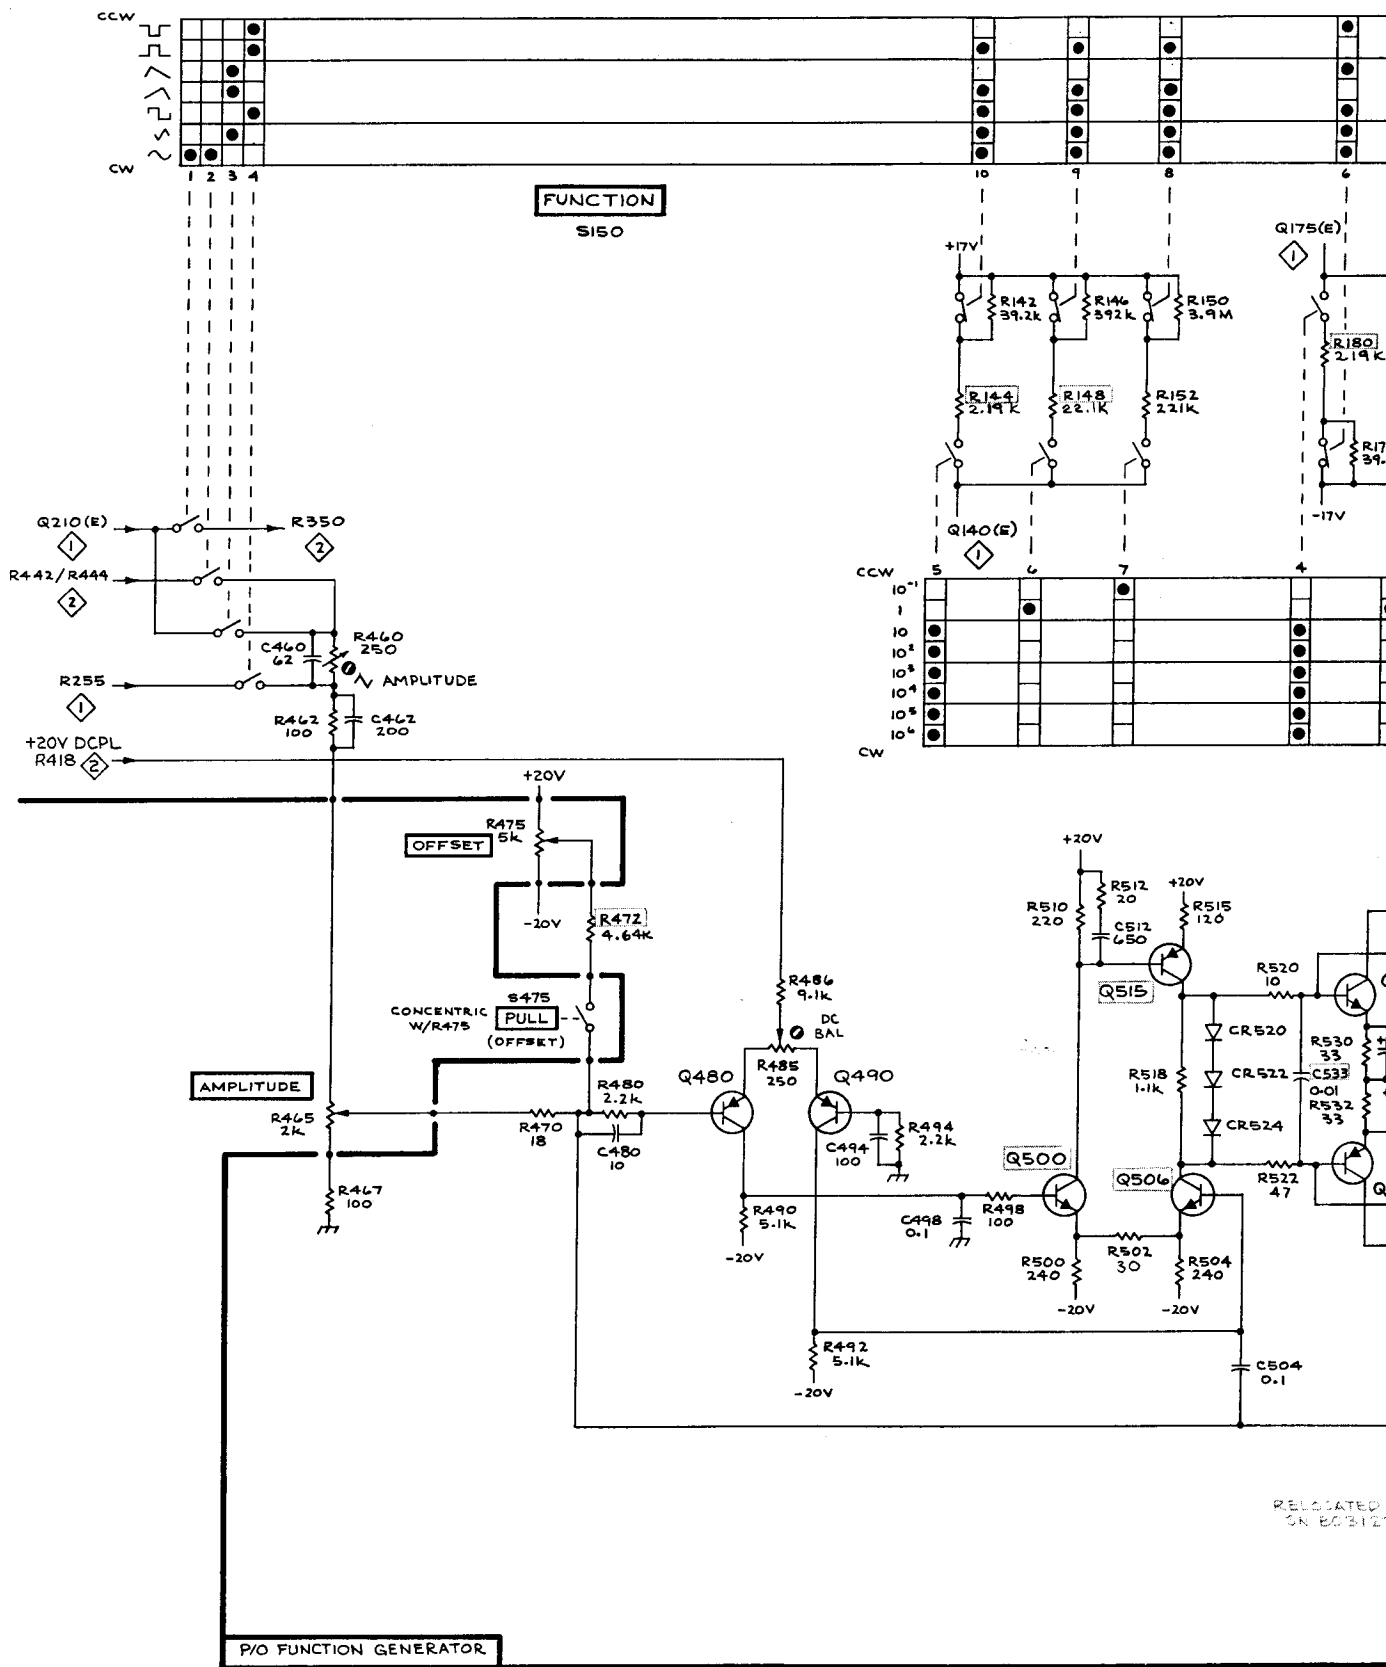 CCW
CW
1 2 3 4
10 9 8 6
FUNCTION
S150
+17V
Q175(E)
1
R142
39.2K
R146
392K
R150
3.9M
R180
2.19K
R144
2.19K
R148
22.1K
R152
221K
R17
39.
-17V
Q140(E)
1
Q210(E)
1
R350
2
R442/R444
2
C460
62
R460
250
AMPLITUDE
R255
1
R462
100
C462
200
+20V DCPL
R418 2
CCW
5 6 7 4
10⁻¹
1
10
10²
10³
10⁴
10⁵
10⁶
CW
+20V
R475
5K
OFFSET
-20V
R472
4.64K
S475
CONCENTRIC
W/R475
PULL
(OFFSET)
R486
9.1K
DC
BAL
R485
250
AMPLITUDE
R465
2K
R467
100
R470
18
R480
2.2K
C480
10
Q480
Q490
C494
100
R494
2.2K
R490
5.1K
-20V
C498
0.1
R498
100
R492
5.1K
-20V
+20V
R510
220
R512
20
C512
650
+20V
R515
120
Q515
R520
10
CR520
R518
1.1K
CR522
CR524
R530
33
C533
0.01
R532
33
Q500
Q506
R522
47
R500
240
R502
30
R504
240
-20V
-20V
C504
0.1
RELOCATED
P/O FUNCTION GENERATOR